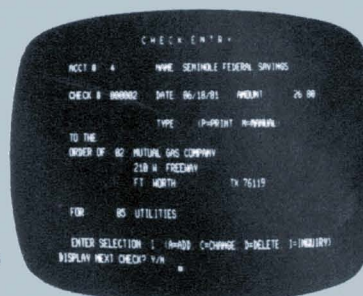 CHECK ENTRY
ACCT # 4 NAME SEMINOLE FEDERAL SAVINGS
CHECK # 000002 DATE 06/18/81 AMOUNT 26.00
TYPE (P=PRINT M=MANUAL
TO THE
ORDER OF 02 MUTUAL GAS COMPANY
210 W FREEWAY
FT WORTH TX 76119
FOR 05 UTILITIES
ENTER SELECTION I (A=ADD C=CHANGE D=DELETE I=INQUIRY)
DISPLAY NEXT CHECK? Y/N